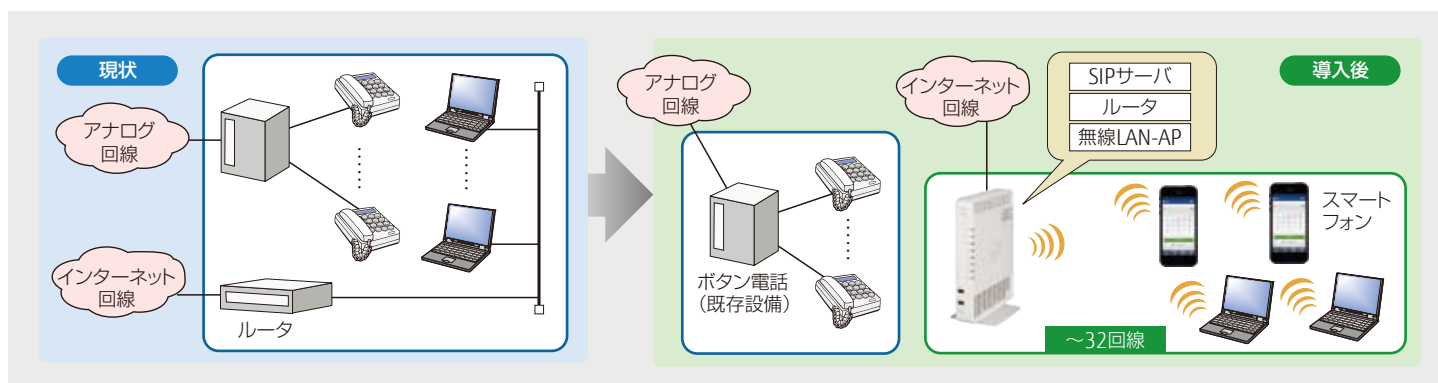 現状
アナログ
回線
インターネット
回線
ルータ
導入後
アナログ
回線
インターネット
回線
SIPサーバ
ルータ
無線LAN-AP
ボタン電話
（既存設備）
スマート
フォン
～32回線